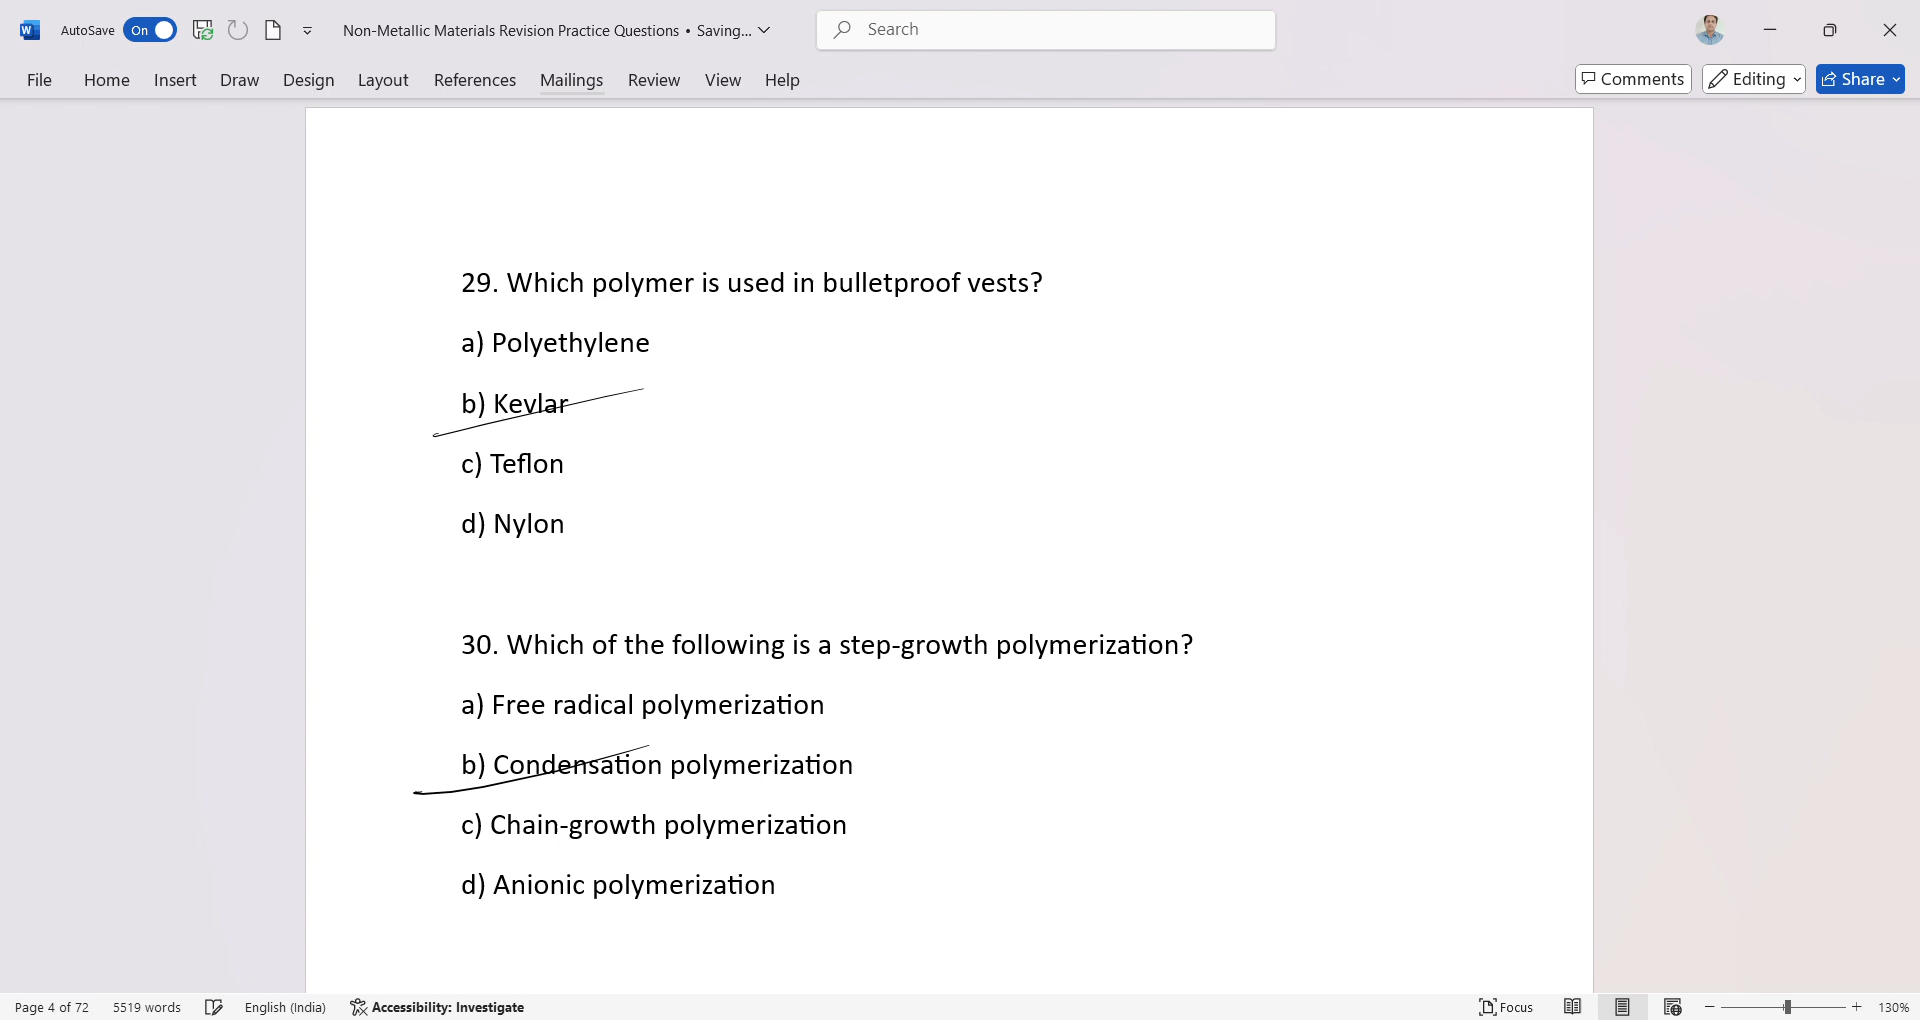 AutoSave On Non-Metallic Materials Revision Practice Questions • Saving... Search
File Home Insert Draw Design Layout References Mailings Review View Help Comments Editing Share
29. Which polymer is used in bulletproof vests?
a) Polyethylene
b) Kevlar
c) Teflon
d) Nylon
30. Which of the following is a step-growth polymerization?
a) Free radical polymerization
b) Condensation polymerization
c) Chain-growth polymerization
d) Anionic polymerization
Page 4 of 72 5519 words English (India) Accessibility: Investigate Focus 130%